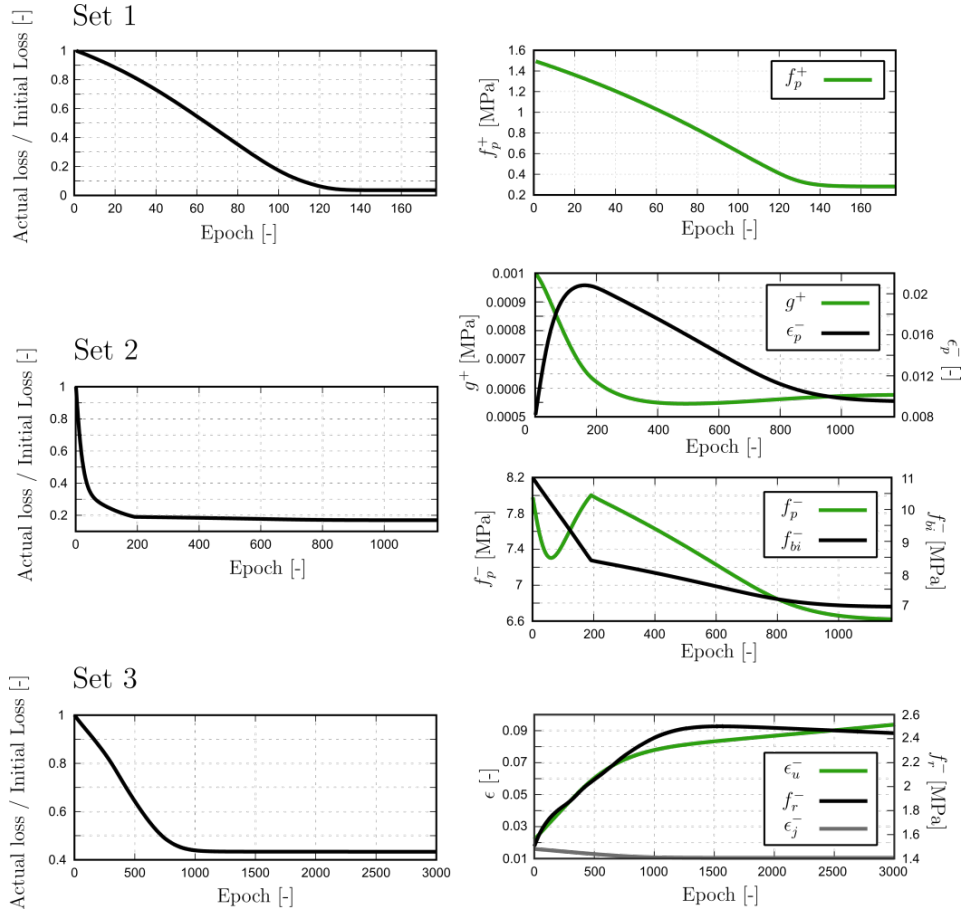 Set 1
Actual loss / Initial Loss [-]
1
0.8
0.6
0.4
0.2
0
0 20 40 60 80 100 120 140 160
Epoch [-]
f_p^+ [MPa]
1.6
1.4
1.2
1
0.8
0.6
0.4
0.2
f_p^+
0 20 40 60 80 100 120 140 160
Epoch [-]
g^+ [MPa]
0.001
0.0009
0.0008
0.0007
0.0006
0.0005
g^+
ϵ_p^-
0.02
0.016
0.012
0.009
0.008
ϵ_p^- [-]
0 200 400 600 800 1000
Epoch [-]
Set 2
Actual loss / Initial Loss [-]
1
0.8
0.6
0.4
0.2
0 200 400 600 800 1000
Epoch [-]
f_p^- [MPa]
8.2
7.8
7.4
7
6.6
f_p^-
f_bi^-
11
10
9
8
7
f_bi^- [MPa]
0 200 400 600 800 1000
Epoch [-]
Set 3
Actual loss / Initial Loss [-]
1
0.8
0.6
0.4
0 500 1000 1500 2000 2500 3000
Epoch [-]
ϵ [-]
0.09
0.07
0.05
0.03
0.01
ϵ_u^-
f_r^-
ϵ_j^-
2.6
2.4
2.2
2
1.8
1.6
1.4
f_r^- [MPa]
0 500 1000 1500 2000 2500 3000
Epoch [-]